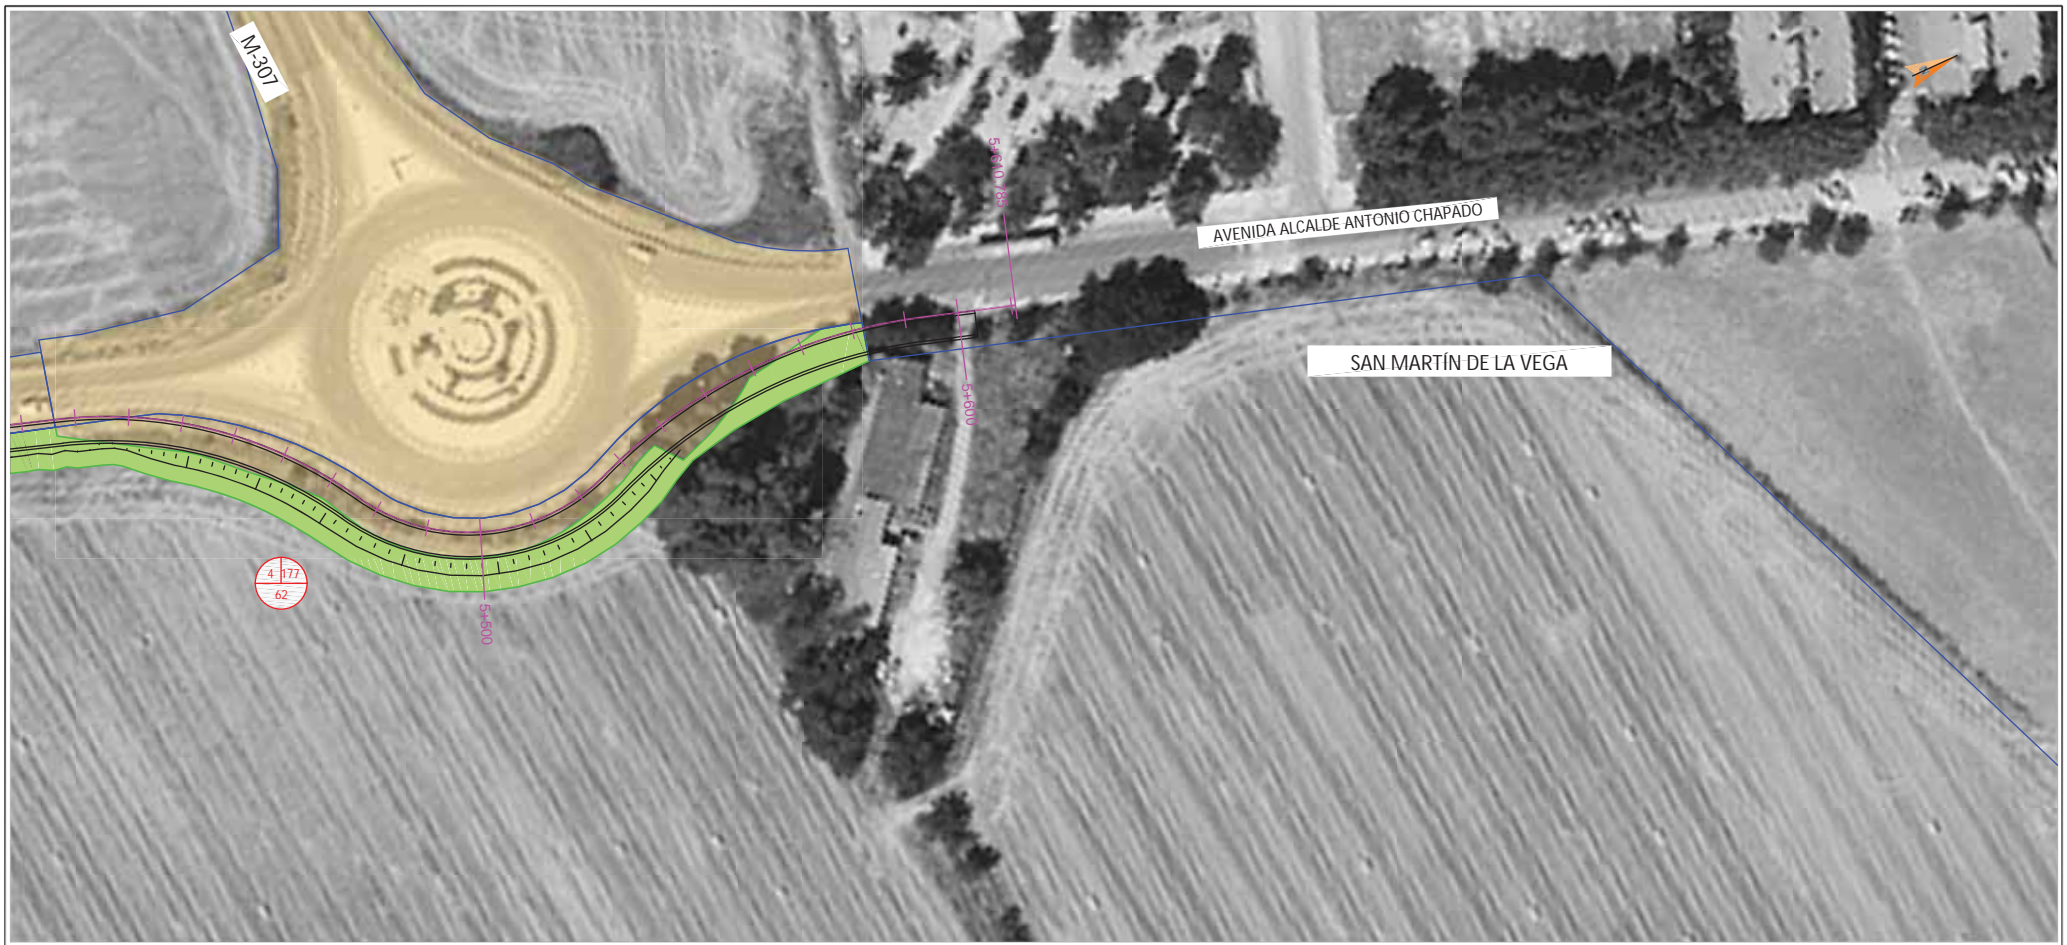 M-307
5+610.789
AVENIDA ALCALDE ANTONIO CHAPADO
SAN MARTÍN DE LA VEGA
5+600
4 177
62
5+500